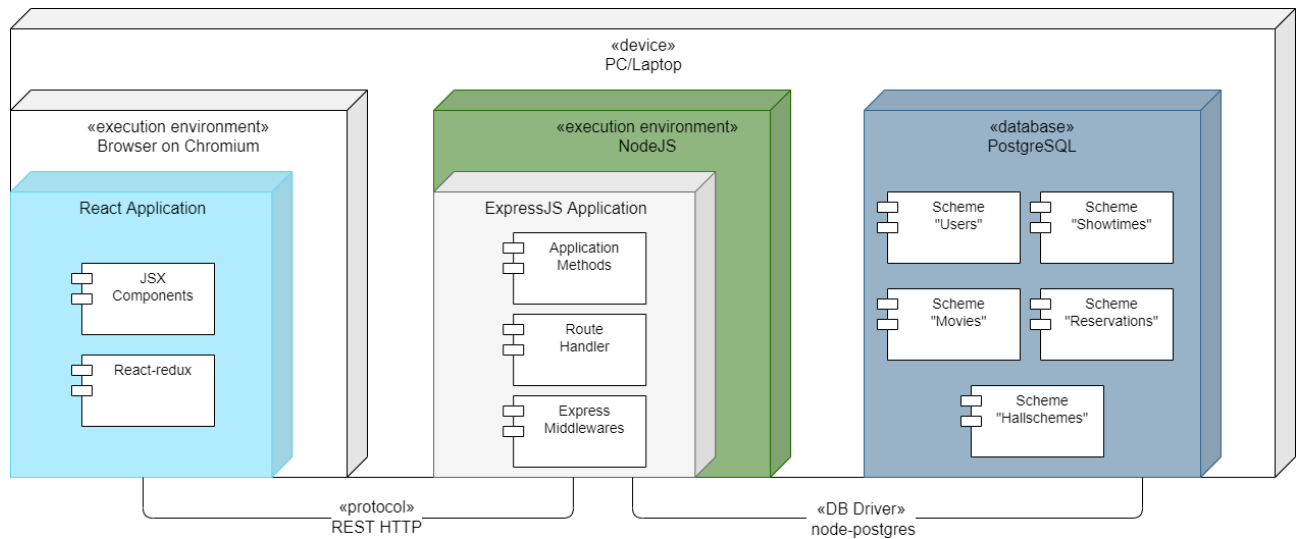 «device»
PC/Laptop
«execution environment»
Browser on Chromium
React Application
JSX
Components
React-redux
«execution environment»
NodeJS
ExpressJS Application
Application
Methods
Route
Handler
Express
Middlewares
«database»
PostgreSQL
Scheme
"Users"
Scheme
"Showtimes"
Scheme
"Movies"
Scheme
"Reservations"
Scheme
"Hallschemes"
«protocol»
REST HTTP
«DB Driver»
node-postgres